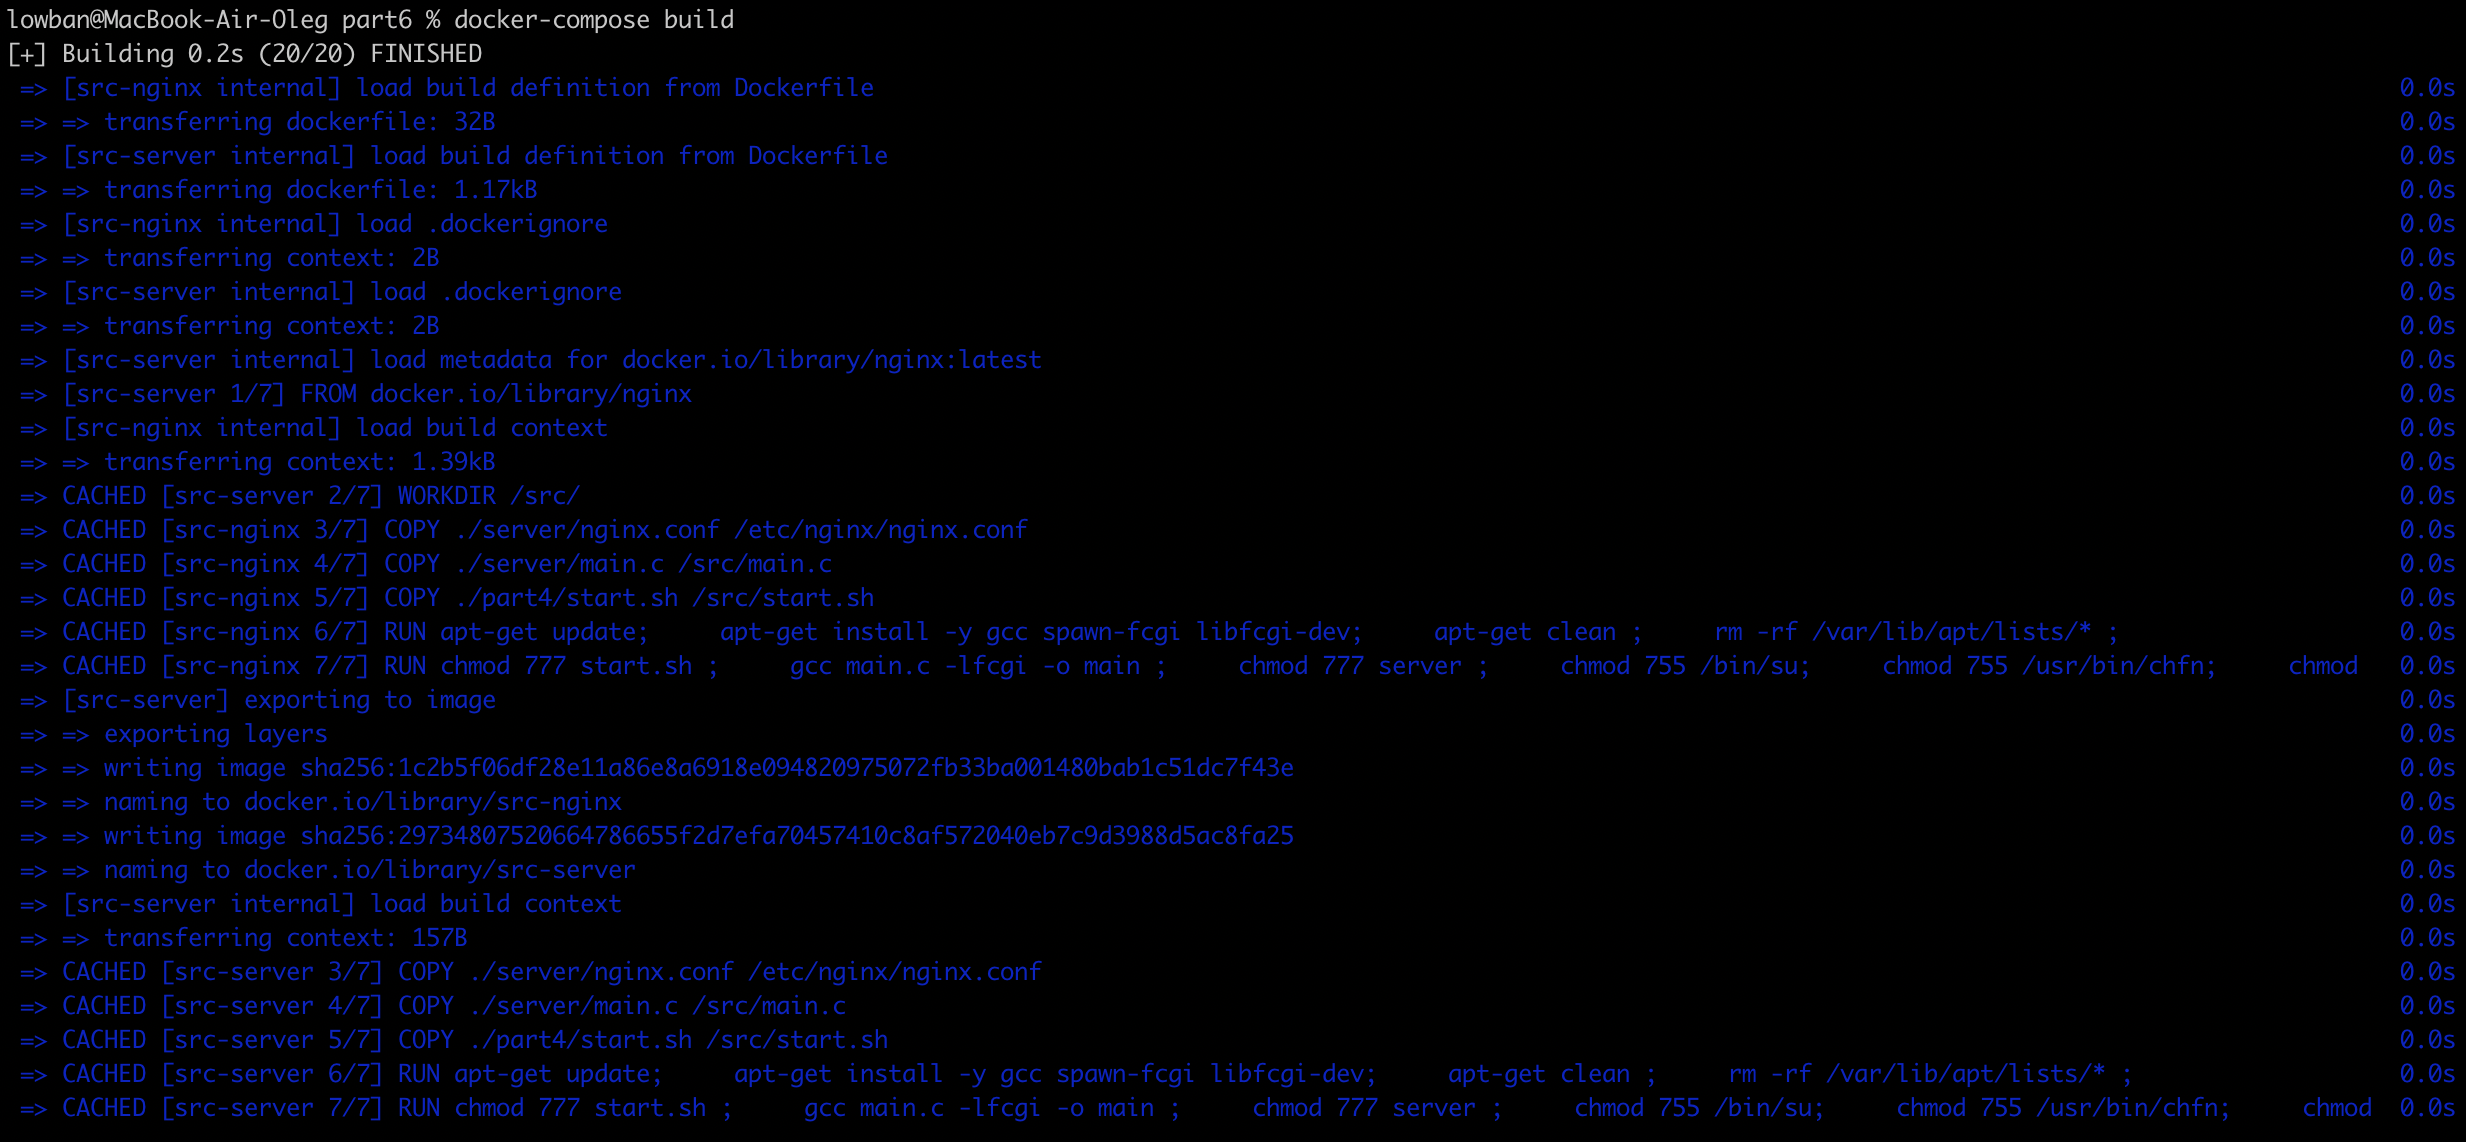 lowban@MacBook-Air-Oleg part6 % docker-compose build
[+] Building 0.2s (20/20) FINISHED
=> [src-nginx internal] load build definition from Dockerfile 0.0s
=> => transferring dockerfile: 32B 0.0s
=> [src-server internal] load build definition from Dockerfile 0.0s
=> => transferring dockerfile: 1.17kB 0.0s
=> [src-nginx internal] load .dockerignore 0.0s
=> => transferring context: 2B 0.0s
=> [src-server internal] load .dockerignore 0.0s
=> => transferring context: 2B 0.0s
=> [src-server internal] load metadata for docker.io/library/nginx:latest 0.0s
=> [src-server 1/7] FROM docker.io/library/nginx 0.0s
=> [src-nginx internal] load build context 0.0s
=> => transferring context: 1.39kB 0.0s
=> CACHED [src-server 2/7] WORKDIR /src/ 0.0s
=> CACHED [src-nginx 3/7] COPY ./server/nginx.conf /etc/nginx/nginx.conf 0.0s
=> CACHED [src-nginx 4/7] COPY ./server/main.c /src/main.c 0.0s
=> CACHED [src-nginx 5/7] COPY ./part4/start.sh /src/start.sh 0.0s
=> CACHED [src-nginx 6/7] RUN apt-get update;     apt-get install -y gcc spawn-fcgi libfcgi-dev;     apt-get clean ;     rm -rf /var/lib/apt/lists/* ; 0.0s
=> CACHED [src-nginx 7/7] RUN chmod 777 start.sh ;     gcc main.c -lfcgi -o main ;     chmod 777 server ;     chmod 755 /bin/su;     chmod 755 /usr/bin/chfn;     chmod 0.0s
=> [src-server] exporting to image 0.0s
=> => exporting layers 0.0s
=> => writing image sha256:1c2b5f06df28e11a86e8a6918e094820975072fb33ba001480bab1c51dc7f43e 0.0s
=> => naming to docker.io/library/src-nginx 0.0s
=> => writing image sha256:29734807520664786655f2d7efa70457410c8af572040eb7c9d3988d5ac8fa25 0.0s
=> => naming to docker.io/library/src-server 0.0s
=> [src-server internal] load build context 0.0s
=> => transferring context: 157B 0.0s
=> CACHED [src-server 3/7] COPY ./server/nginx.conf /etc/nginx/nginx.conf 0.0s
=> CACHED [src-server 4/7] COPY ./server/main.c /src/main.c 0.0s
=> CACHED [src-server 5/7] COPY ./part4/start.sh /src/start.sh 0.0s
=> CACHED [src-server 6/7] RUN apt-get update;     apt-get install -y gcc spawn-fcgi libfcgi-dev;     apt-get clean ;     rm -rf /var/lib/apt/lists/* ; 0.0s
=> CACHED [src-server 7/7] RUN chmod 777 start.sh ;     gcc main.c -lfcgi -o main ;     chmod 777 server ;     chmod 755 /bin/su;     chmod 755 /usr/bin/chfn;     chmod 0.0s